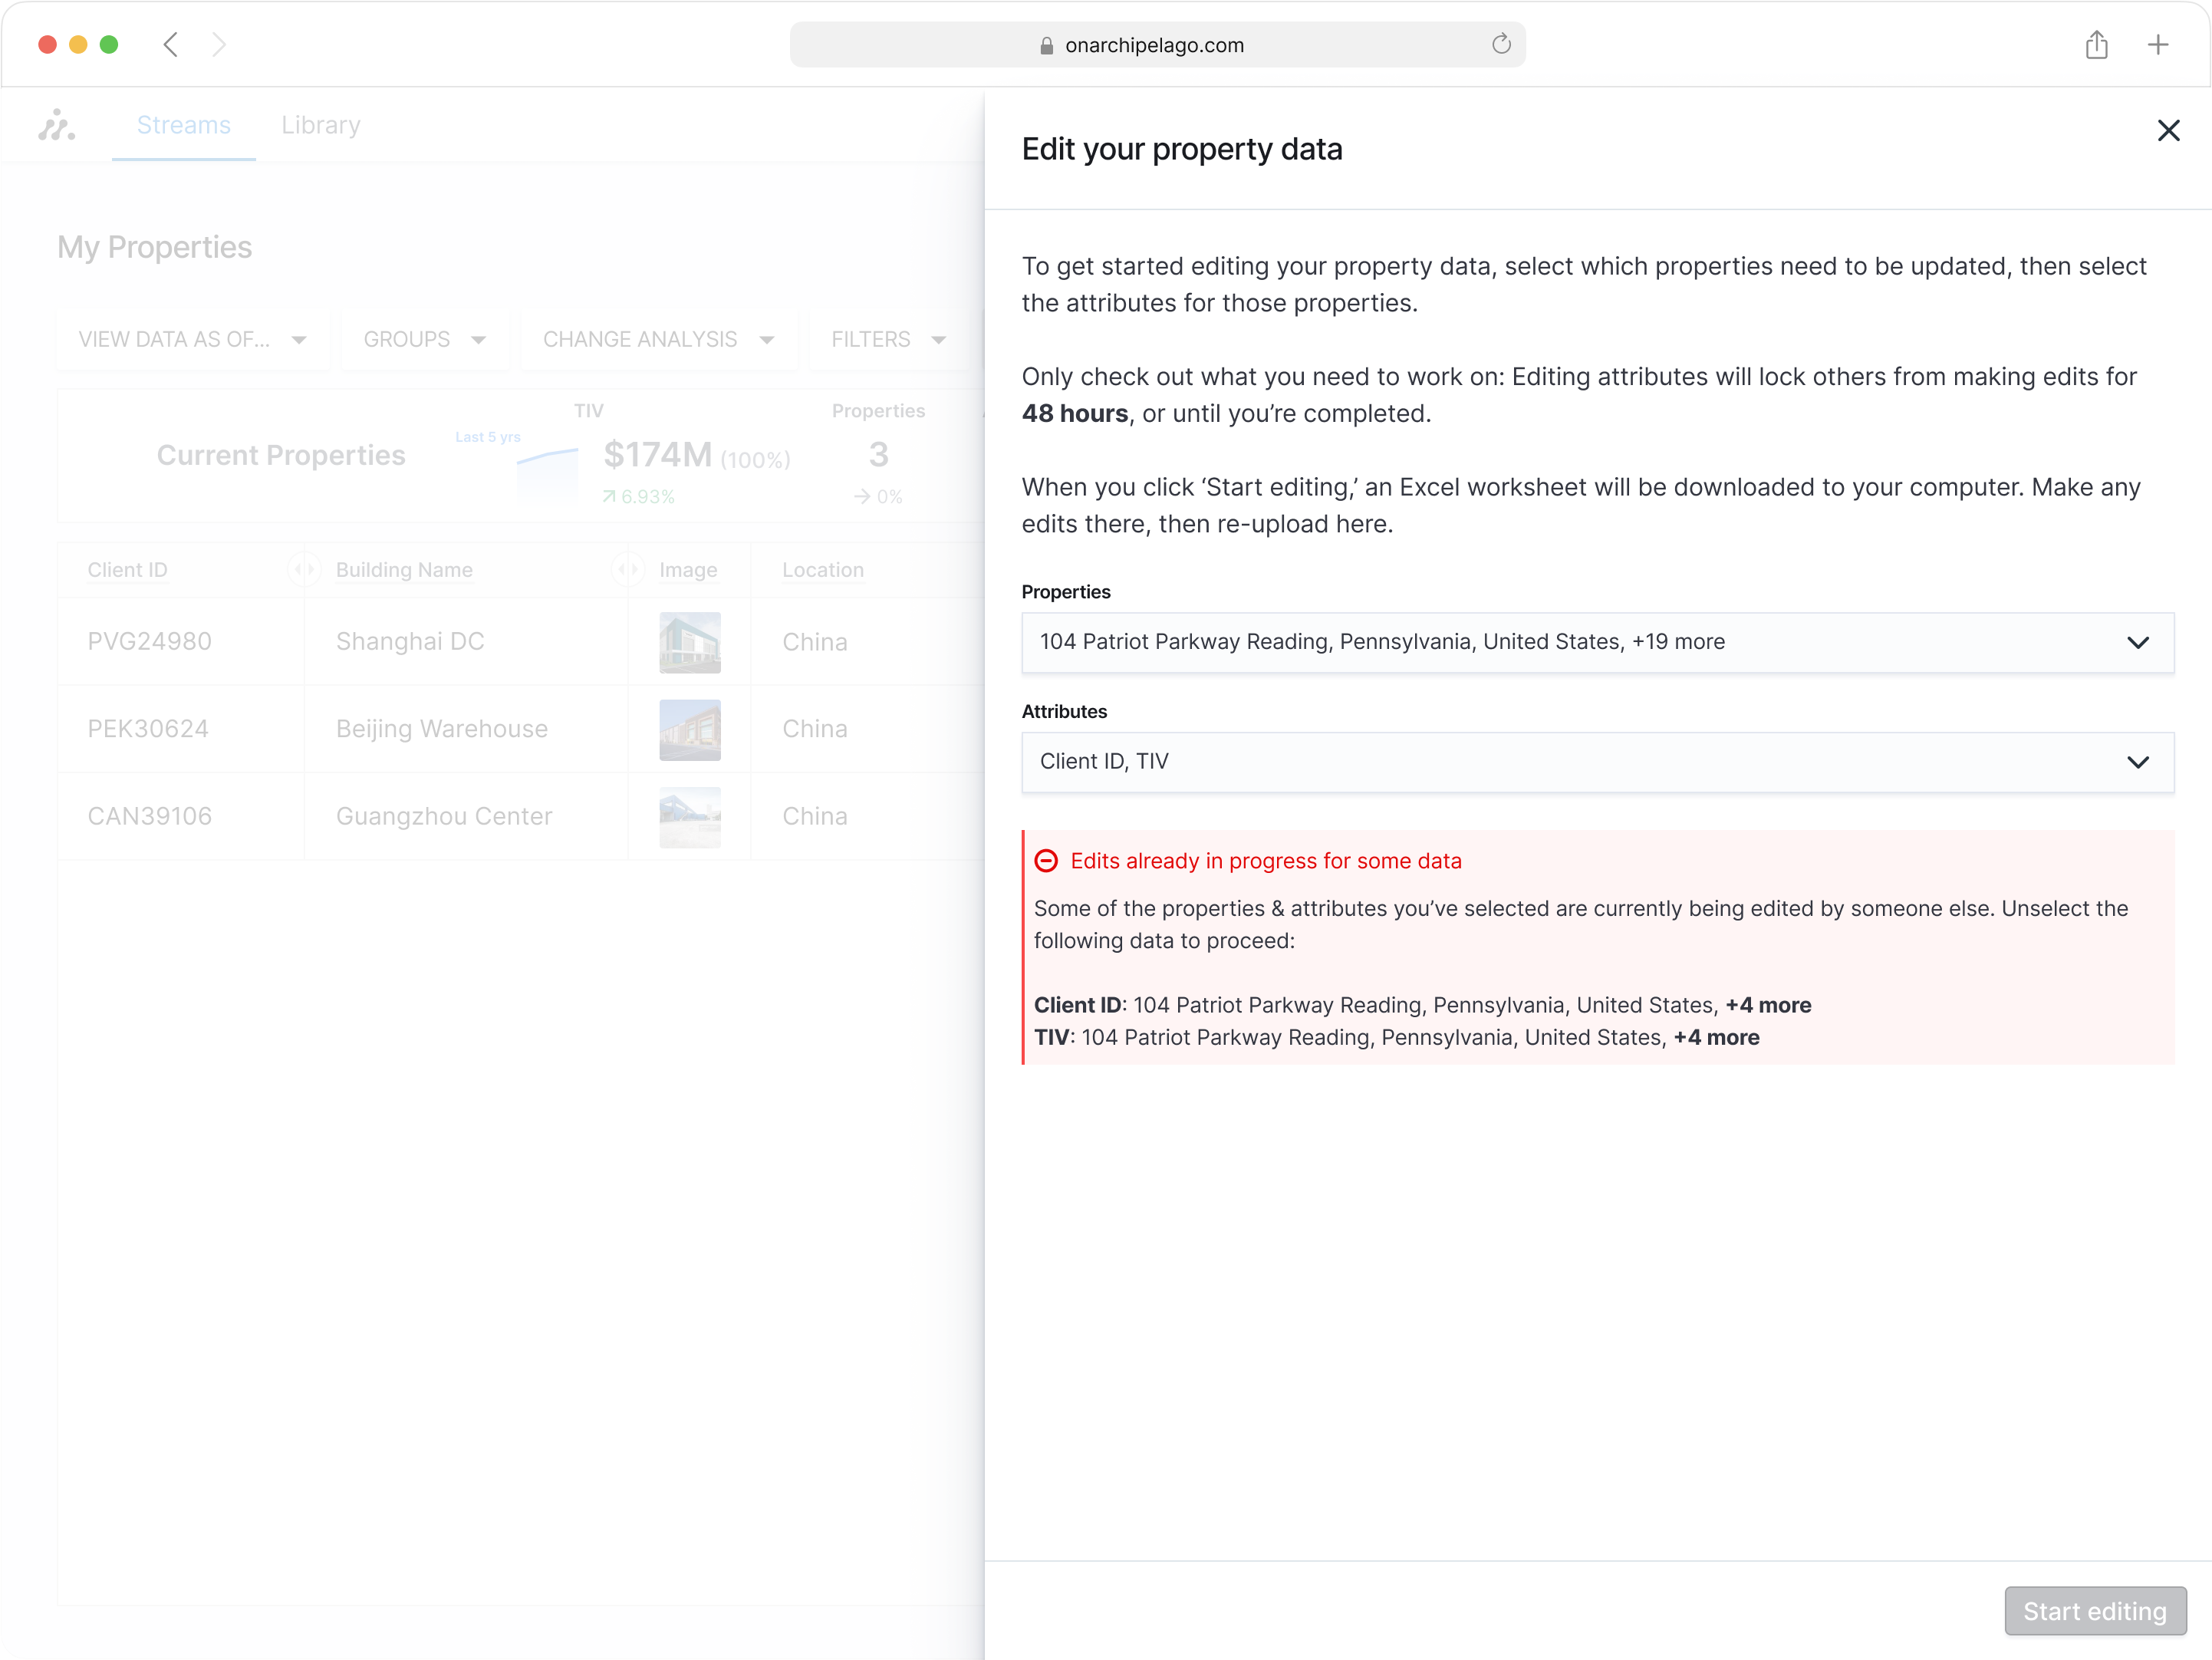 onarchipelago.com
Streams
Library
My Properties
VIEW DATA AS OF...
GROUPS
CHANGE ANALYSIS
FILTERS
Current Properties
Last 5 yrs
TIV
$174M (100%)
6.93%
Properties
3
0%
Client ID
Building Name
Image
Location
PVG24980
Shanghai DC
China
PEK30624
Beijing Warehouse
China
CAN39106
Guangzhou Center
China
Edit your property data
To get started editing your property data, select which properties need to be updated, then select
the attributes for those properties.
Only check out what you need to work on: Editing attributes will lock others from making edits for
48 hours, or until you’re completed.
When you click ‘Start editing,’ an Excel worksheet will be downloaded to your computer. Make any
edits there, then re-upload here.
Properties
104 Patriot Parkway Reading, Pennsylvania, United States, +19 more
Attributes
Client ID, TIV
Edits already in progress for some data
Some of the properties & attributes you’ve selected are currently being edited by someone else. Unselect the
following data to proceed:
Client ID: 104 Patriot Parkway Reading, Pennsylvania, United States, +4 more
TIV: 104 Patriot Parkway Reading, Pennsylvania, United States, +4 more
Start editing